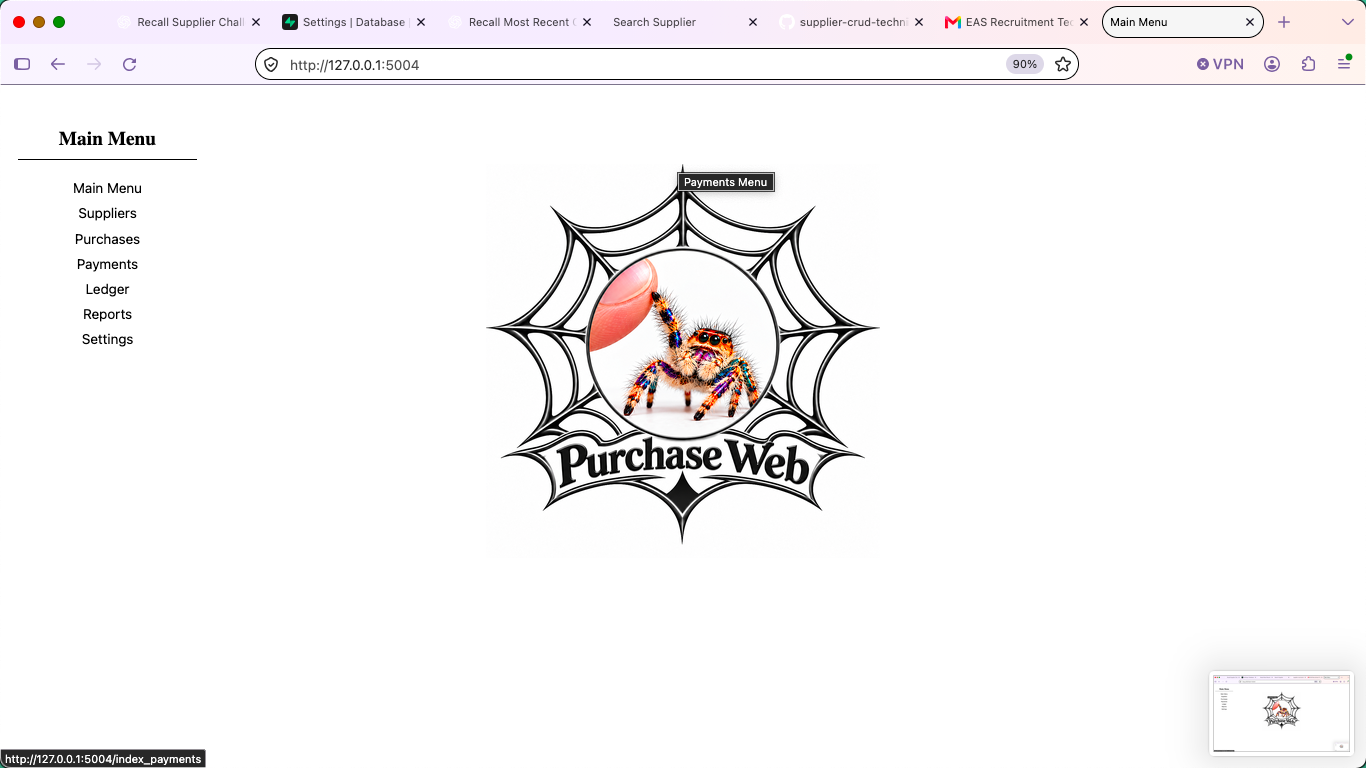 Recall Supplier Chall
Settings | Database
Recall Most Recent
Search Supplier
supplier-crud-techni
EAS Recruitment Tec
Main Menu
http://127.0.0.1:5004
90%
VPN
Main Menu
Main Menu
Suppliers
Purchases
Payments
Ledger
Reports
Settings
Payments Menu
Purchase Web
http://127.0.0.1:5004/index_payments